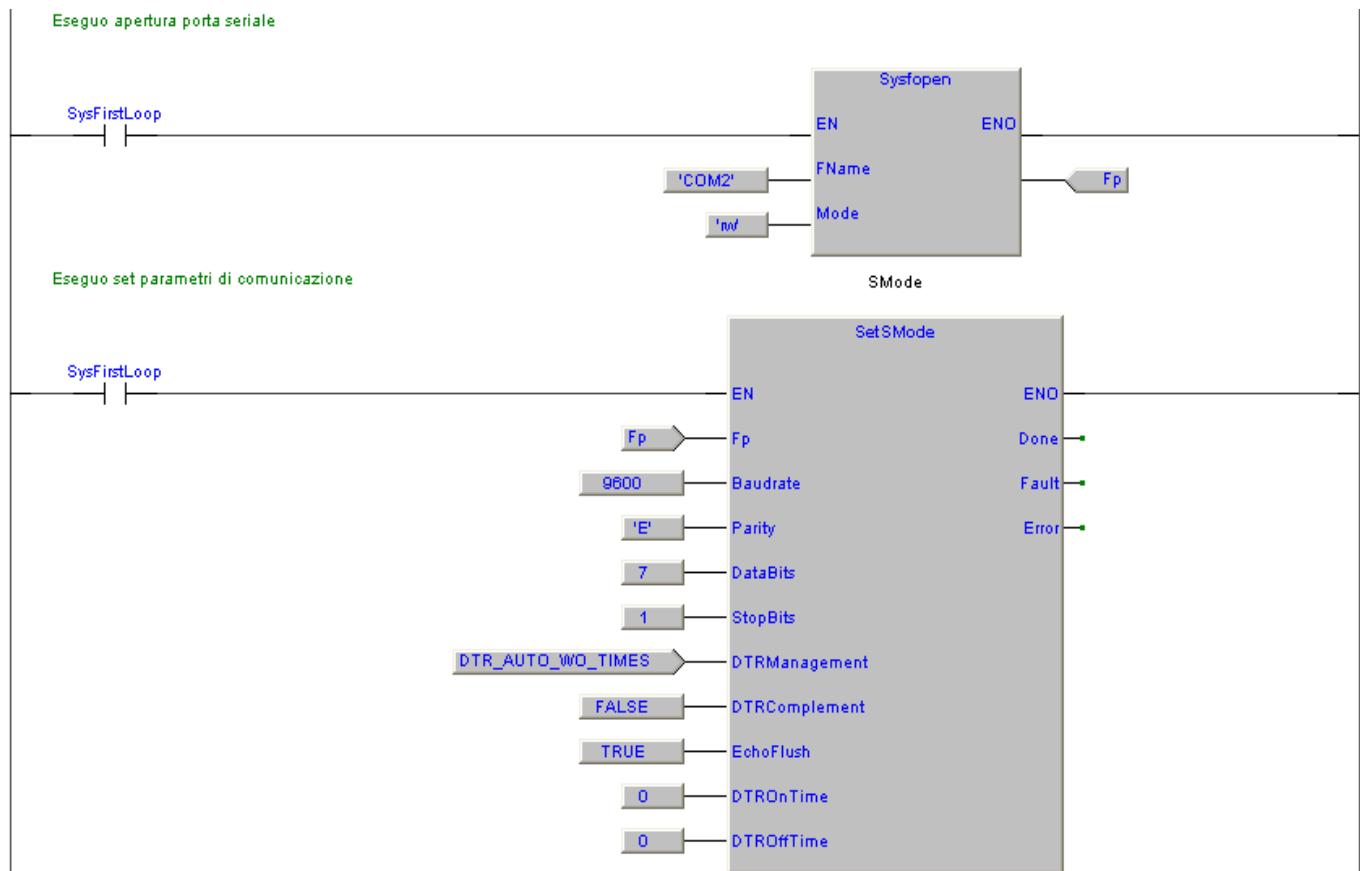 Eseguo apertura porta seriale
Sysfopen
SysFirstLoop
EN ENO
'COM2' FName Fp
'rw' Mode
Eseguo set parametri di comunicazione
SMode
SetSMode
SysFirstLoop
EN ENO
Fp Fp Done
9600 Baudrate Fault
'E' Parity Error
7 DataBits
1 StopBits
DTR_AUTO_WO_TIMES DTRManagement
FALSE DTRComplement
TRUE EchoFlush
0 DTROnTime
0 DTROffTime